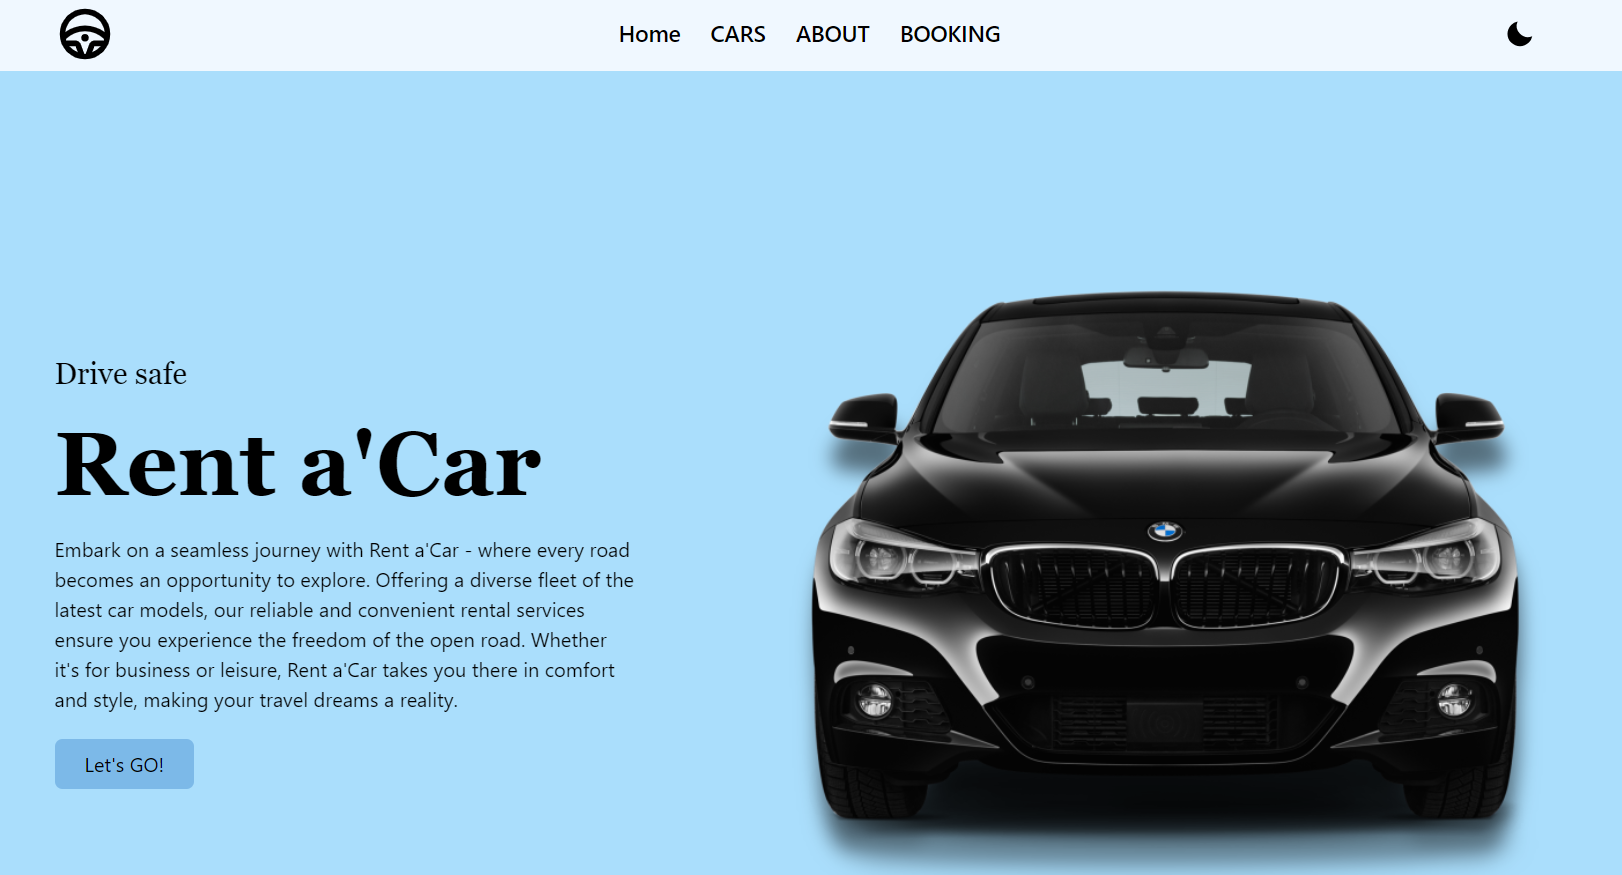 Home CARS ABOUT BOOKING
Drive safe
Rent a'Car
Embark on a seamless journey with Rent a'Car - where every road
becomes an opportunity to explore. Offering a diverse fleet of the
latest car models, our reliable and convenient rental services
ensure you experience the freedom of the open road. Whether
it's for business or leisure, Rent a'Car takes you there in comfort
and style, making your travel dreams a reality.
Let's GO!